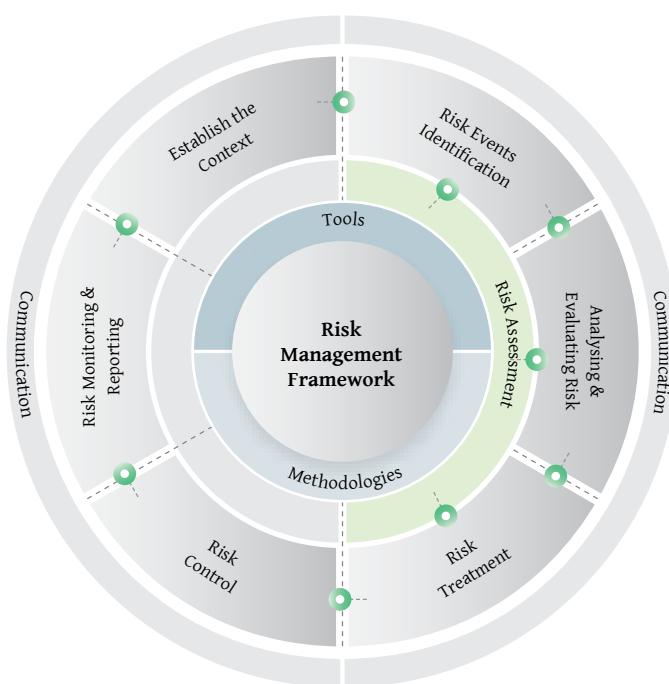 Establish the
Context
Risk Events
Identification
Tools
Communication
Risk Monitoring &
Reporting
Risk
Management
Framework
Risk Assessment
Analysing &
Evaluating Risk
Communication
Methodologies
Risk
Control
Risk
Treatment